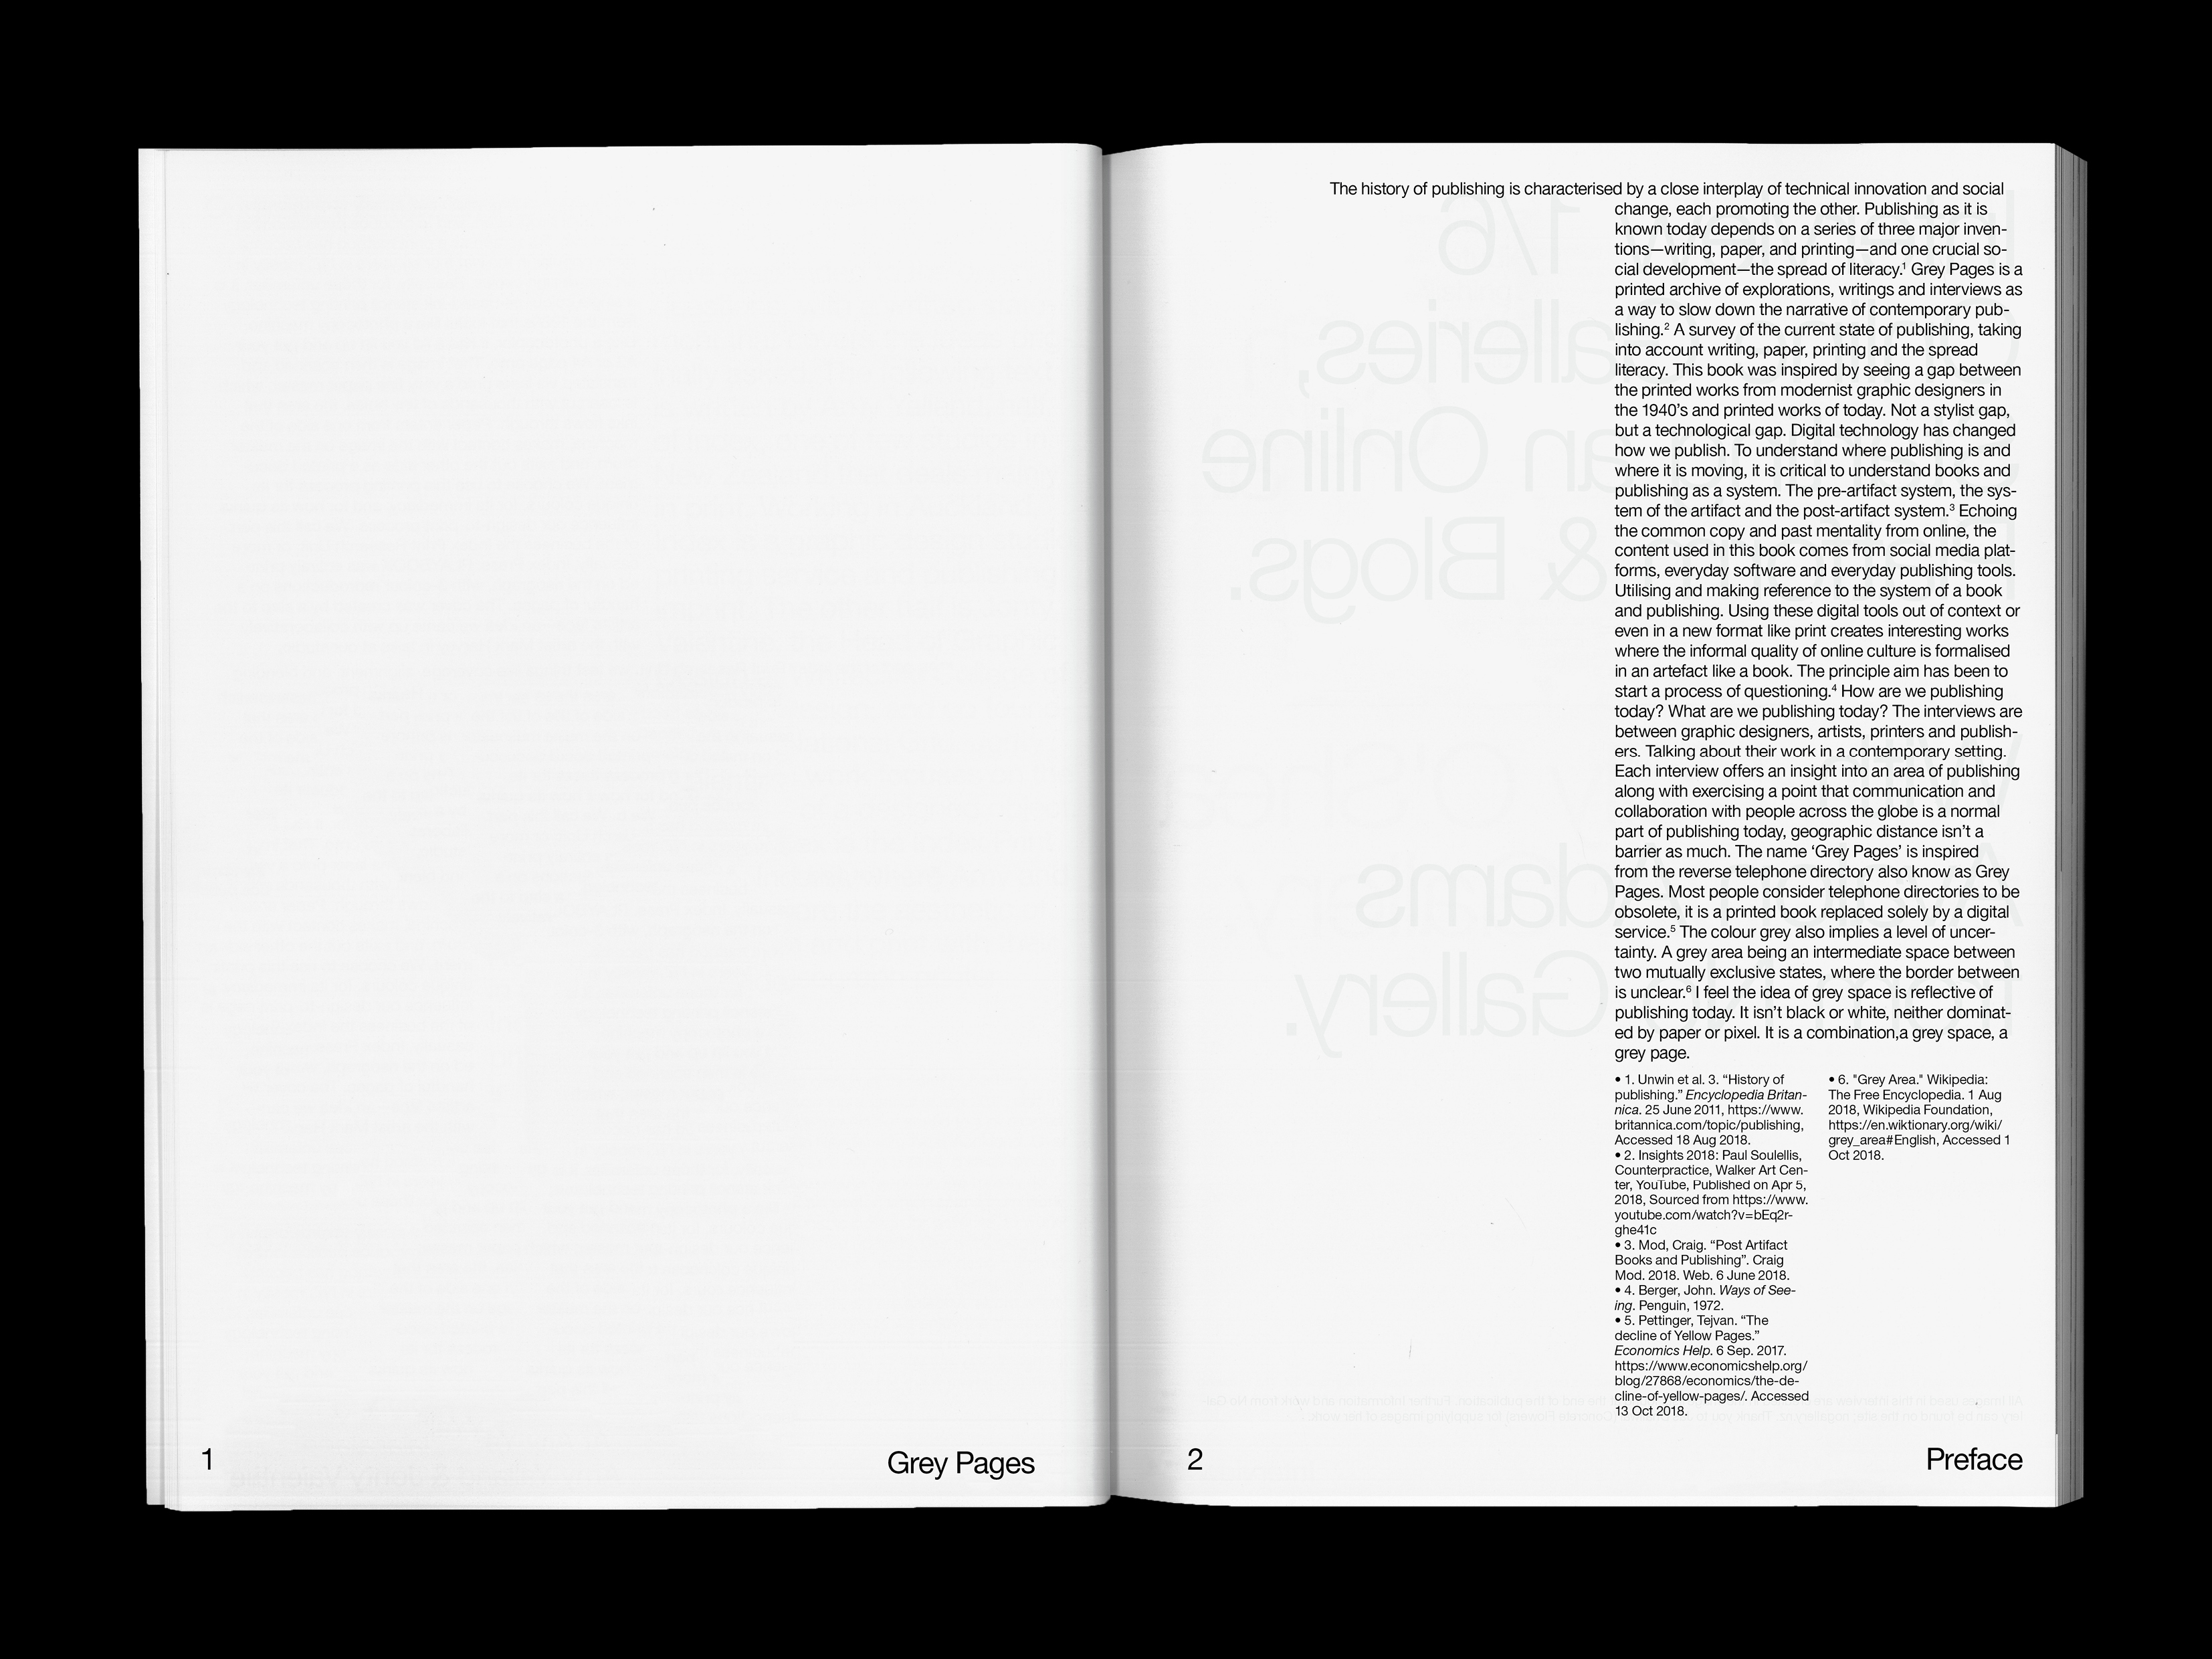 1
Grey Pages
The history of publishing is characterised by a close interplay of technical innovation and social
change, each promoting the other. Publishing as it is
known today depends on a series of three major inven-
tions—writing, paper, and printing—and one crucial so-
cial development—the spread of literacy.¹ Grey Pages is a
printed archive of explorations, writings and interviews as
a way to slow down the narrative of contemporary pub-
lishing.² A survey of the current state of publishing, taking
into account writing, paper, printing and the spread
literacy. This book was inspired by seeing a gap between
the printed works from modernist graphic designers in
the 1940’s and printed works of today. Not a stylist gap,
but a technological gap. Digital technology has changed
how we publish. To understand where publishing is and
where it is moving, it is critical to understand books and
publishing as a system. The pre-artifact system, the sys-
tem of the artifact and the post-artifact system.³ Echoing
the common copy and past mentality from online, the
content used in this book comes from social media plat-
forms, everyday software and everyday publishing tools.
Utilising and making reference to the system of a book
and publishing. Using these digital tools out of context or
even in a new format like print creates interesting works
where the informal quality of online culture is formalised
in an artefact like a book. The principle aim has been to
start a process of questioning.⁴ How are we publishing
today? What are we publishing today? The interviews are
between graphic designers, artists, printers and publish-
ers. Talking about their work in a contemporary setting.
Each interview offers an insight into an area of publishing
along with exercising a point that communication and
collaboration with people across the globe is a normal
part of publishing today, geographic distance isn’t a
barrier as much. The name ‘Grey Pages’ is inspired
from the reverse telephone directory also know as Grey
Pages. Most people consider telephone directories to be
obsolete, it is a printed book replaced solely by a digital
service.⁵ The colour grey also implies a level of uncer-
tainty. A grey area being an intermediate space between
two mutually exclusive states, where the border between
is unclear.⁶ I feel the idea of grey space is reflective of
publishing today. It isn’t black or white, neither dominat-
ed by paper or pixel. It is a combination,a grey space, a
grey page.
• 1. Unwin et al. 3. “History of
publishing.” Encyclopedia Britan-
nica. 25 June 2011, https://www.
britannica.com/topic/publishing,
Accessed 18 Aug 2018.
• 2. Insights 2018: Paul Soulellis,
Counterpractice, Walker Art Cen-
ter, YouTube, Published on Apr 5,
2018, Sourced from https://www.
youtube.com/watch?v=bEq2r-
ghe41c
• 3. Mod, Craig. “Post Artifact
Books and Publishing”. Craig
Mod. 2018. Web. 6 June 2018.
• 4. Berger, John. Ways of See-
ing. Penguin, 1972.
• 5. Pettinger, Tejvan. “The
decline of Yellow Pages.”
Economics Help. 6 Sep. 2017.
https://www.economicshelp.org/
blog/27868/economics/the-de-
cline-of-yellow-pages/. Accessed
13 Oct 2018.
• 6. "Grey Area." Wikipedia:
The Free Encyclopedia. 1 Aug
2018, Wikipedia Foundation,
https://en.wiktionary.org/wiki/
grey_area#English, Accessed 1
Oct 2018.
2
Preface